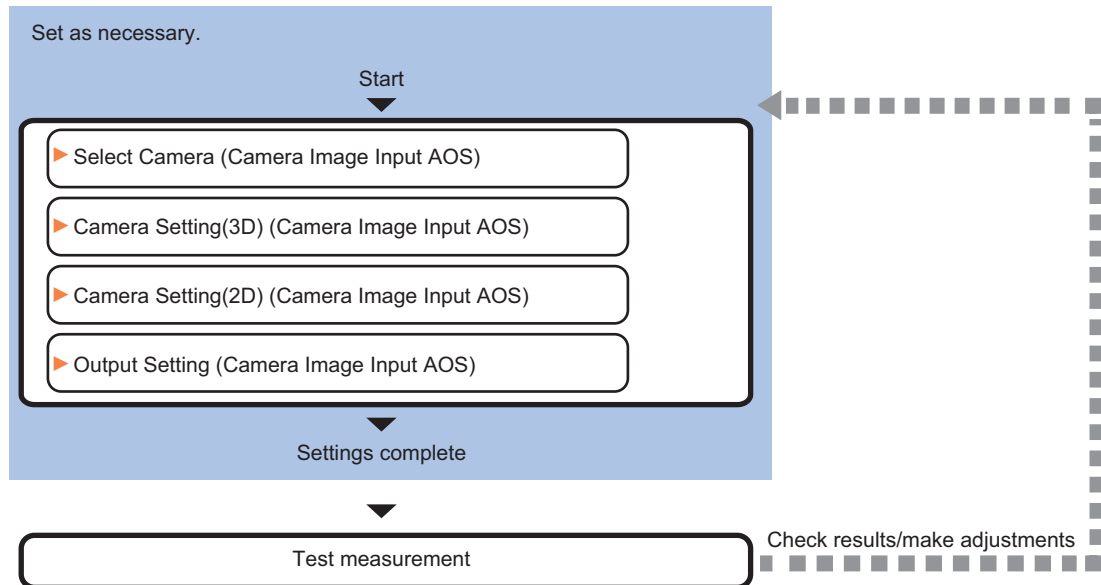 Set as necessary.
Start
Select Camera (Camera Image Input AOS)
Camera Setting(3D) (Camera Image Input AOS)
Camera Setting(2D) (Camera Image Input AOS)
Output Setting (Camera Image Input AOS)
Settings complete
Test measurement
Check results/make adjustments